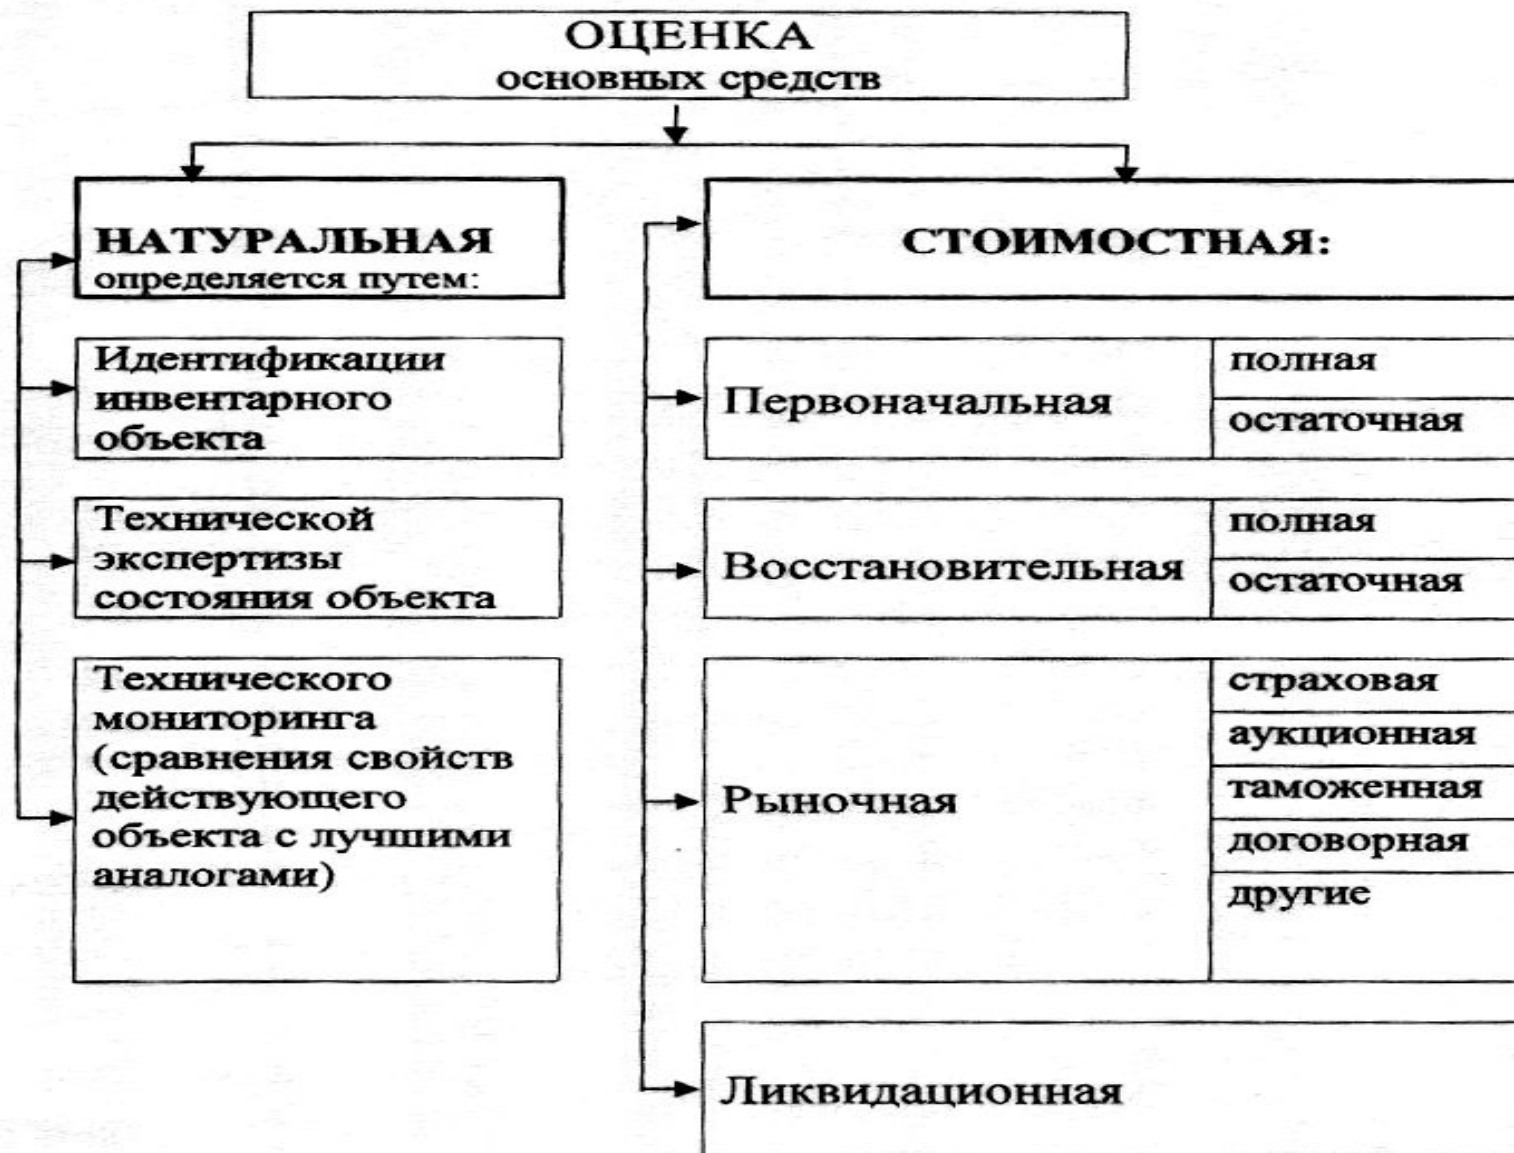 ОЦЕНКА
основных средств
НАТУРАЛЬНАЯ
определяется путем:
Идентификации
инвентарного
объекта
Технической
экспертизы
состояния объекта
Технического
мониторинга
(сравнения свойств
действующего
объекта с лучшими
аналогами)
СТОИМОСТНАЯ:
Первоначальная
полная
остаточная
Восстановительная
полная
остаточная
Рыночная
страховая
аукционная
таможенная
договорная
другие
Ликвидационная